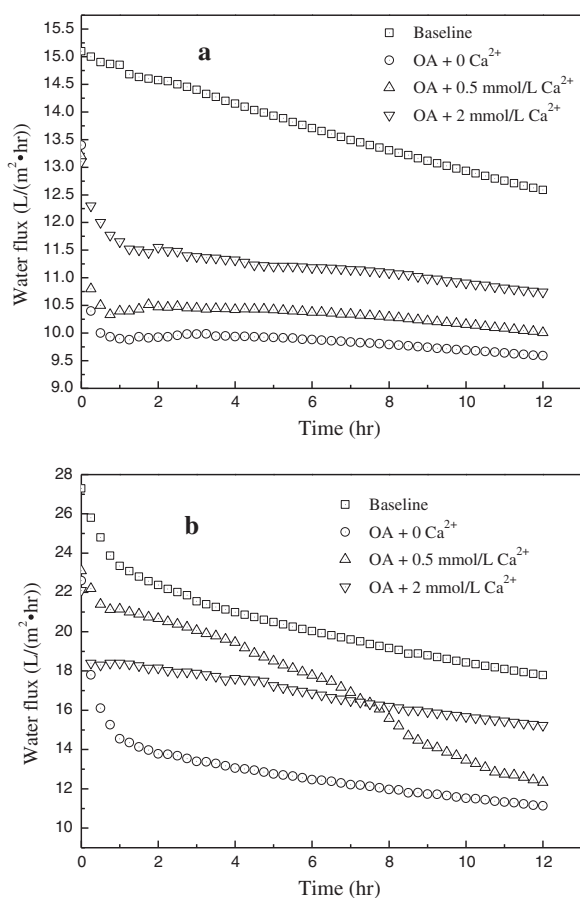 15.5
15.0
14.5
14.0
13.5
13.0
12.5
12.0
11.5
11.0
10.5
10.0
9.5
9.0
Water flux (L/(m²•hr))
a
Baseline
OA + 0 Ca²⁺
OA + 0.5 mmol/L Ca²⁺
OA + 2 mmol/L Ca²⁺
0 2 4 6 8 10 12
Time (hr)
28
26
24
22
20
18
16
14
12
10
Water flux (L/(m²•hr))
b
Baseline
OA + 0 Ca²⁺
OA + 0.5 mmol/L Ca²⁺
OA + 2 mmol/L Ca²⁺
0 2 4 6 8 10 12
Time (hr)